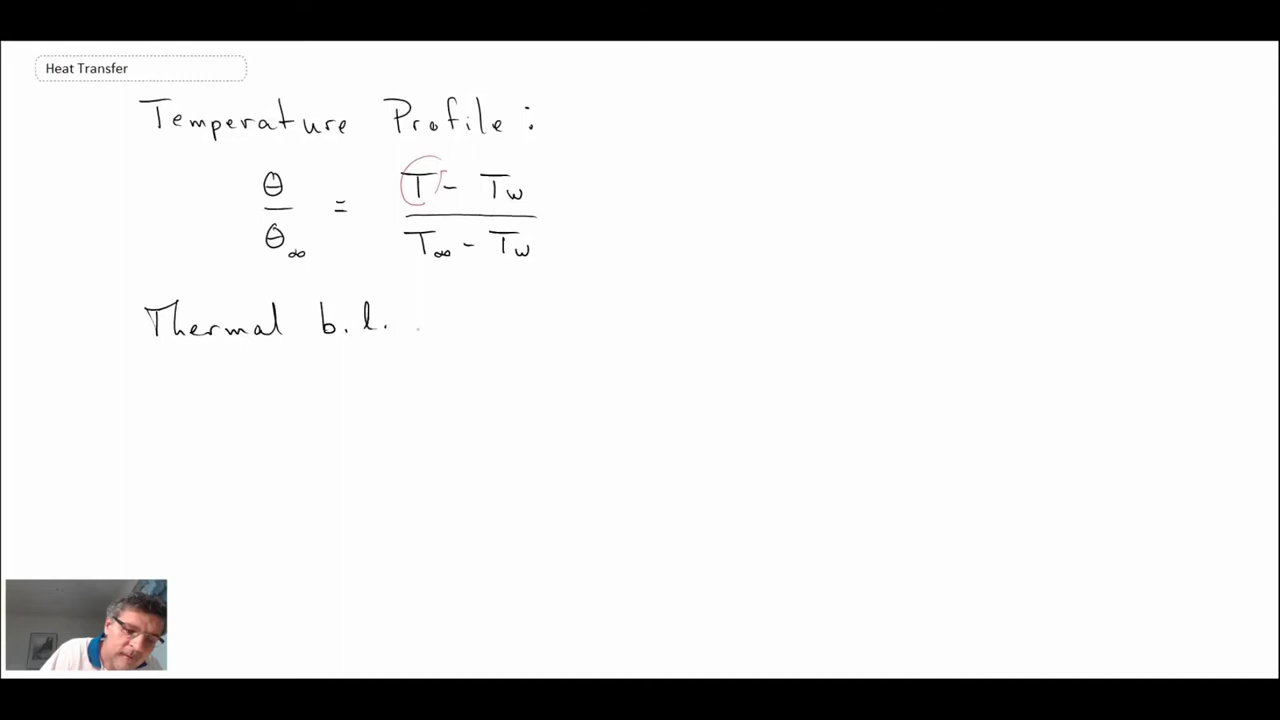 Heat Transfer
Temperature Profile:
θ/θ∞ = (T - Tw)/(T∞ - Tw)
Thermal b.l.